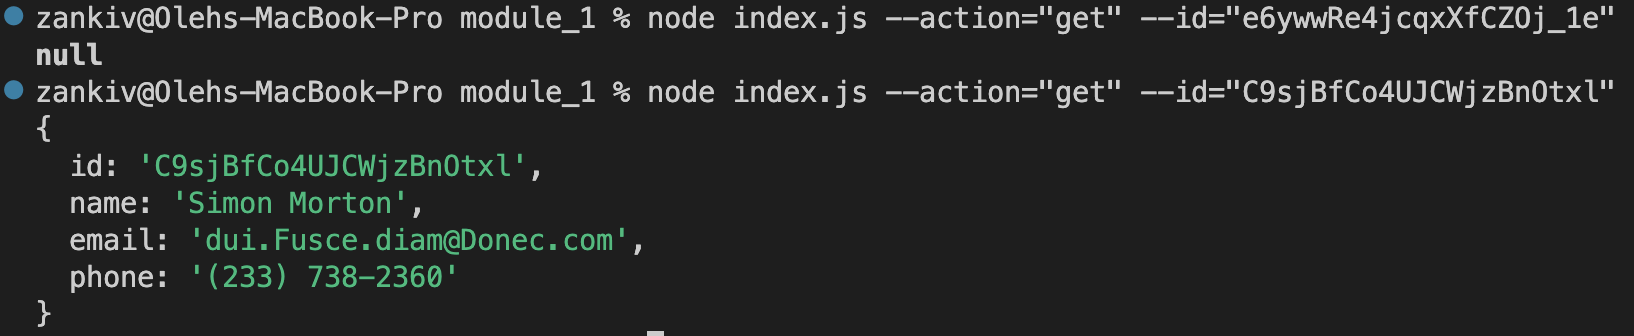 zankiv@Olehs-MacBook-Pro module_1 % node index.js --action="get" --id="e6ywwRe4jcqxXfCZOj_1e"
null
zankiv@Olehs-MacBook-Pro module_1 % node index.js --action="get" --id="C9sjBfCo4UJCWjzBnOtxl"
{
  id: 'C9sjBfCo4UJCWjzBnOtxl',
  name: 'Simon Morton',
  email: 'dui.Fusce.diam@Donec.com',
  phone: '(233) 738-2360'
}